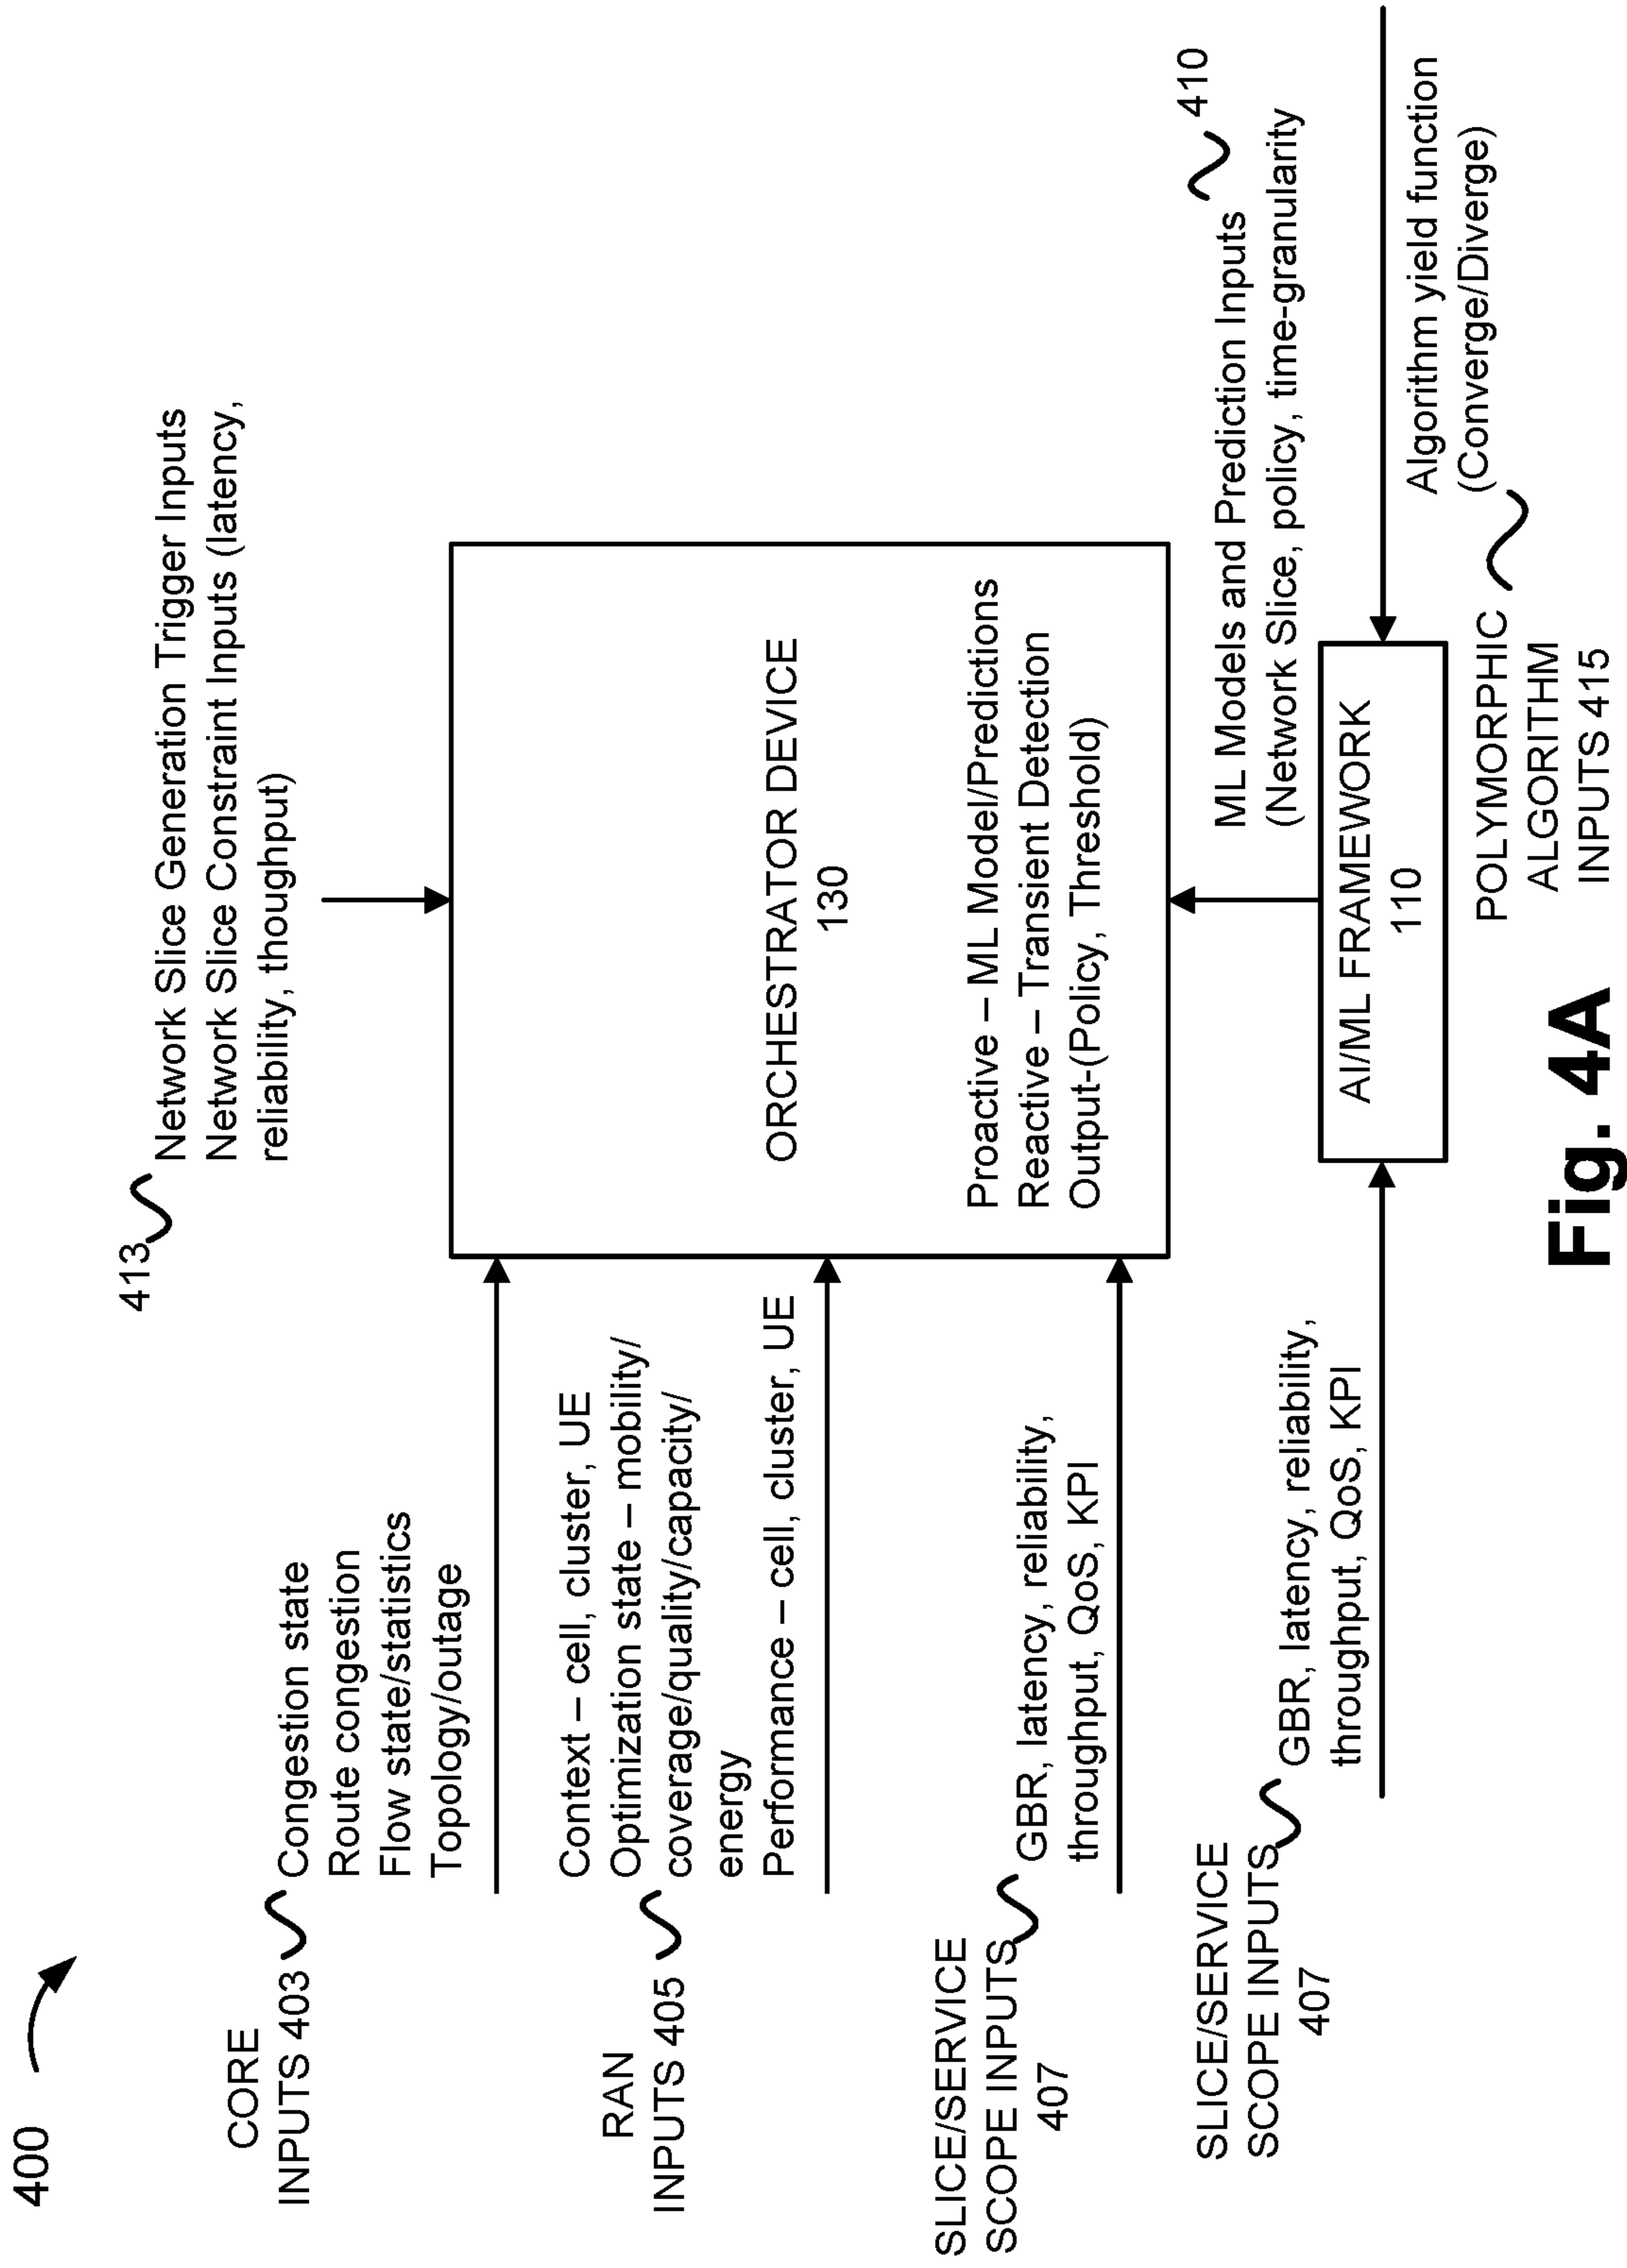 400
413
Network Slice Generation Trigger Inputs
Network Slice Constraint Inputs (latency,
reliability, thoughput)
CORE
INPUTS 403
Congestion state
Route congestion
Flow state/statistics
Topology/outage
RAN
INPUTS 405
Context – cell, cluster, UE
Optimization state – mobility/
coverage/quality/capacity/
energy
Performance – cell, cluster, UE
SLICE/SERVICE
SCOPE INPUTS
407
GBR, latency, reliability,
throughput, QoS, KPI
ORCHESTRATOR DEVICE
130
Proactive – ML Model/Predictions
Reactive – Transient Detection
Output-(Policy, Threshold)
410
ML Models and Prediction Inputs
(Network Slice, policy, time-granularity
SLICE/SERVICE
SCOPE INPUTS
407
GBR, latency, reliability,
throughput, QoS, KPI
AI/ML FRAMEWORK
110
Algorithm yield function
(Converge/Diverge)
POLYMORPHIC
ALGORITHM
INPUTS 415
Fig. 4A